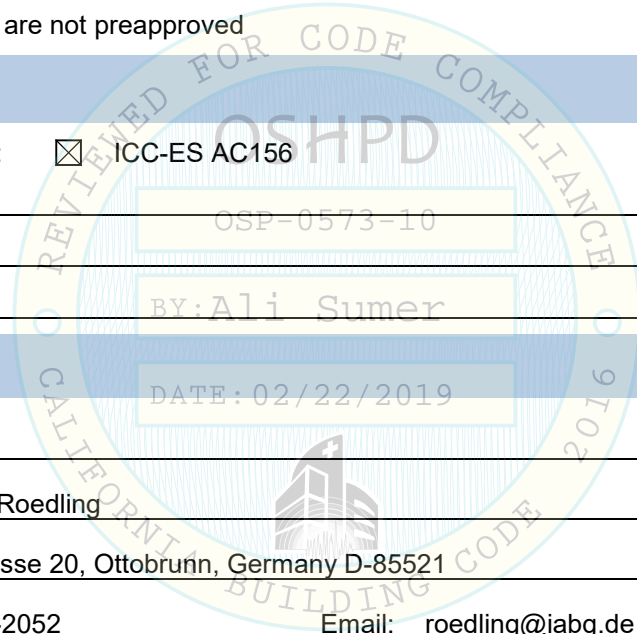 are not preapproved
REVIEWED FOR CODE COMPLIANCE
OSHPD
: ☒ ICC-ES AC156
OSP-0573-10
BY: Ali Sumer
DATE: 02/22/2019
CALIFORNIA BUILDING CODE 2016
Roedling
sse 20, Ottobrunn, Germany D-85521
-2052 Email: roedling@iabg.de